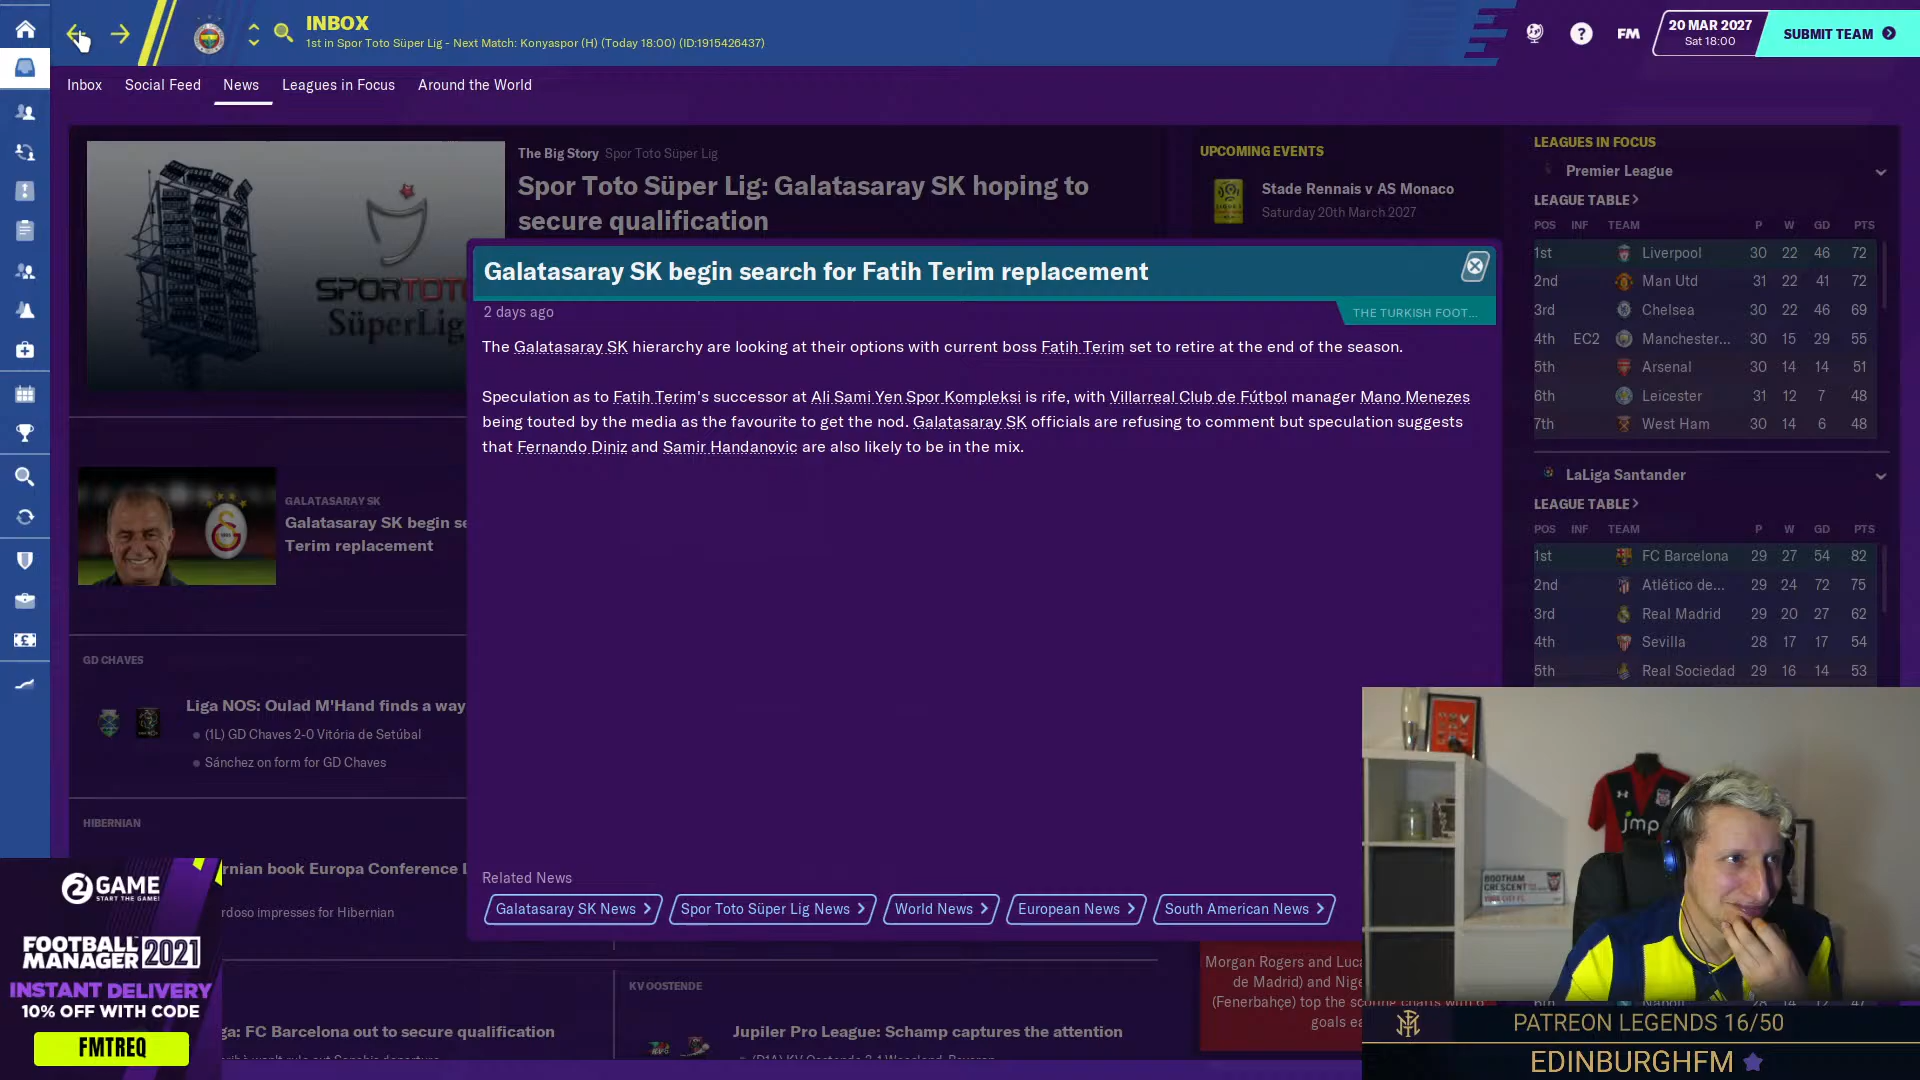 INBOX
1st in Spor Toto Süper Lig - Next Match: Konyaspor (H) (Today 18:00) (ID:1915426437)
FM
20 MAR 2027
Sat 18:00
SUBMIT TEAM
Inbox
Social Feed
News
Leagues in Focus
Around the World
SPORTOTO
SüperLig
The Big Story Spor Toto Süper Lig
Spor Toto Süper Lig: Galatasaray SK hoping to
secure qualification
UPCOMING EVENTS
Stade Rennais v AS Monaco
Saturday 20th March 2027
Galatasaray SK begin search for Fatih Terim replacement
2 days ago
THE TURKISH FOOT...
The Galatasaray SK hierarchy are looking at their options with current boss Fatih Terim set to retire at the end of the season.
Speculation as to Fatih Terim's successor at Ali Sami Yen Spor Kompleksi is rife, with Villarreal Club de Fútbol manager Mano Menezes
being touted by the media as the favourite to get the nod. Galatasaray SK officials are refusing to comment but speculation suggests
that Fernando Diniz and Samir Handanovic are also likely to be in the mix.
Related News
Galatasaray SK News
Spor Toto Süper Lig News
World News
European News
South American News
GALATASARAY SK
Galatasaray SK begin se
Terim replacement
GD CHAVES
Liga NOS: Oulad M'Hand finds a way
(1L) GD Chaves 2-0 Vitória de Setúbal
Sánchez on form for GD Chaves
HIBERNIAN
rnian book Europa Conference L
rdoso impresses for Hibernian
ga: FC Barcelona out to secure qualification
KV OOSTENDE
Jupiler Pro League: Schamp captures the attention
Morgan Rogers and Luca
de Madrid) and Nige
(Fenerbahçe) top the scoring charts with 6
goals ea
LEAGUES IN FOCUS
Premier League
LEAGUE TABLE
POS INF TEAM P W GD PTS
1st Liverpool 30 22 46 72
2nd Man Utd 31 22 41 72
3rd Chelsea 30 22 46 69
4th EC2 Manchester... 30 15 29 55
5th Arsenal 30 14 14 51
6th Leicester 31 12 7 48
7th West Ham 30 14 6 48
LaLiga Santander
LEAGUE TABLE
POS INF TEAM P W GD PTS
1st FC Barcelona 29 27 54 82
2nd Atlético de... 29 24 72 75
3rd Real Madrid 29 20 27 62
4th Sevilla 28 17 17 54
5th Real Sociedad 29 16 14 53
jmp
BOOTHAM
CRESCENT
2GAME
START THE GAME!
FOOTBALL
MANAGER 2021
INSTANT DELIVERY
10% OFF WITH CODE
FMTREQ
PATREON LEGENDS 16/50
EDINBURGHFM